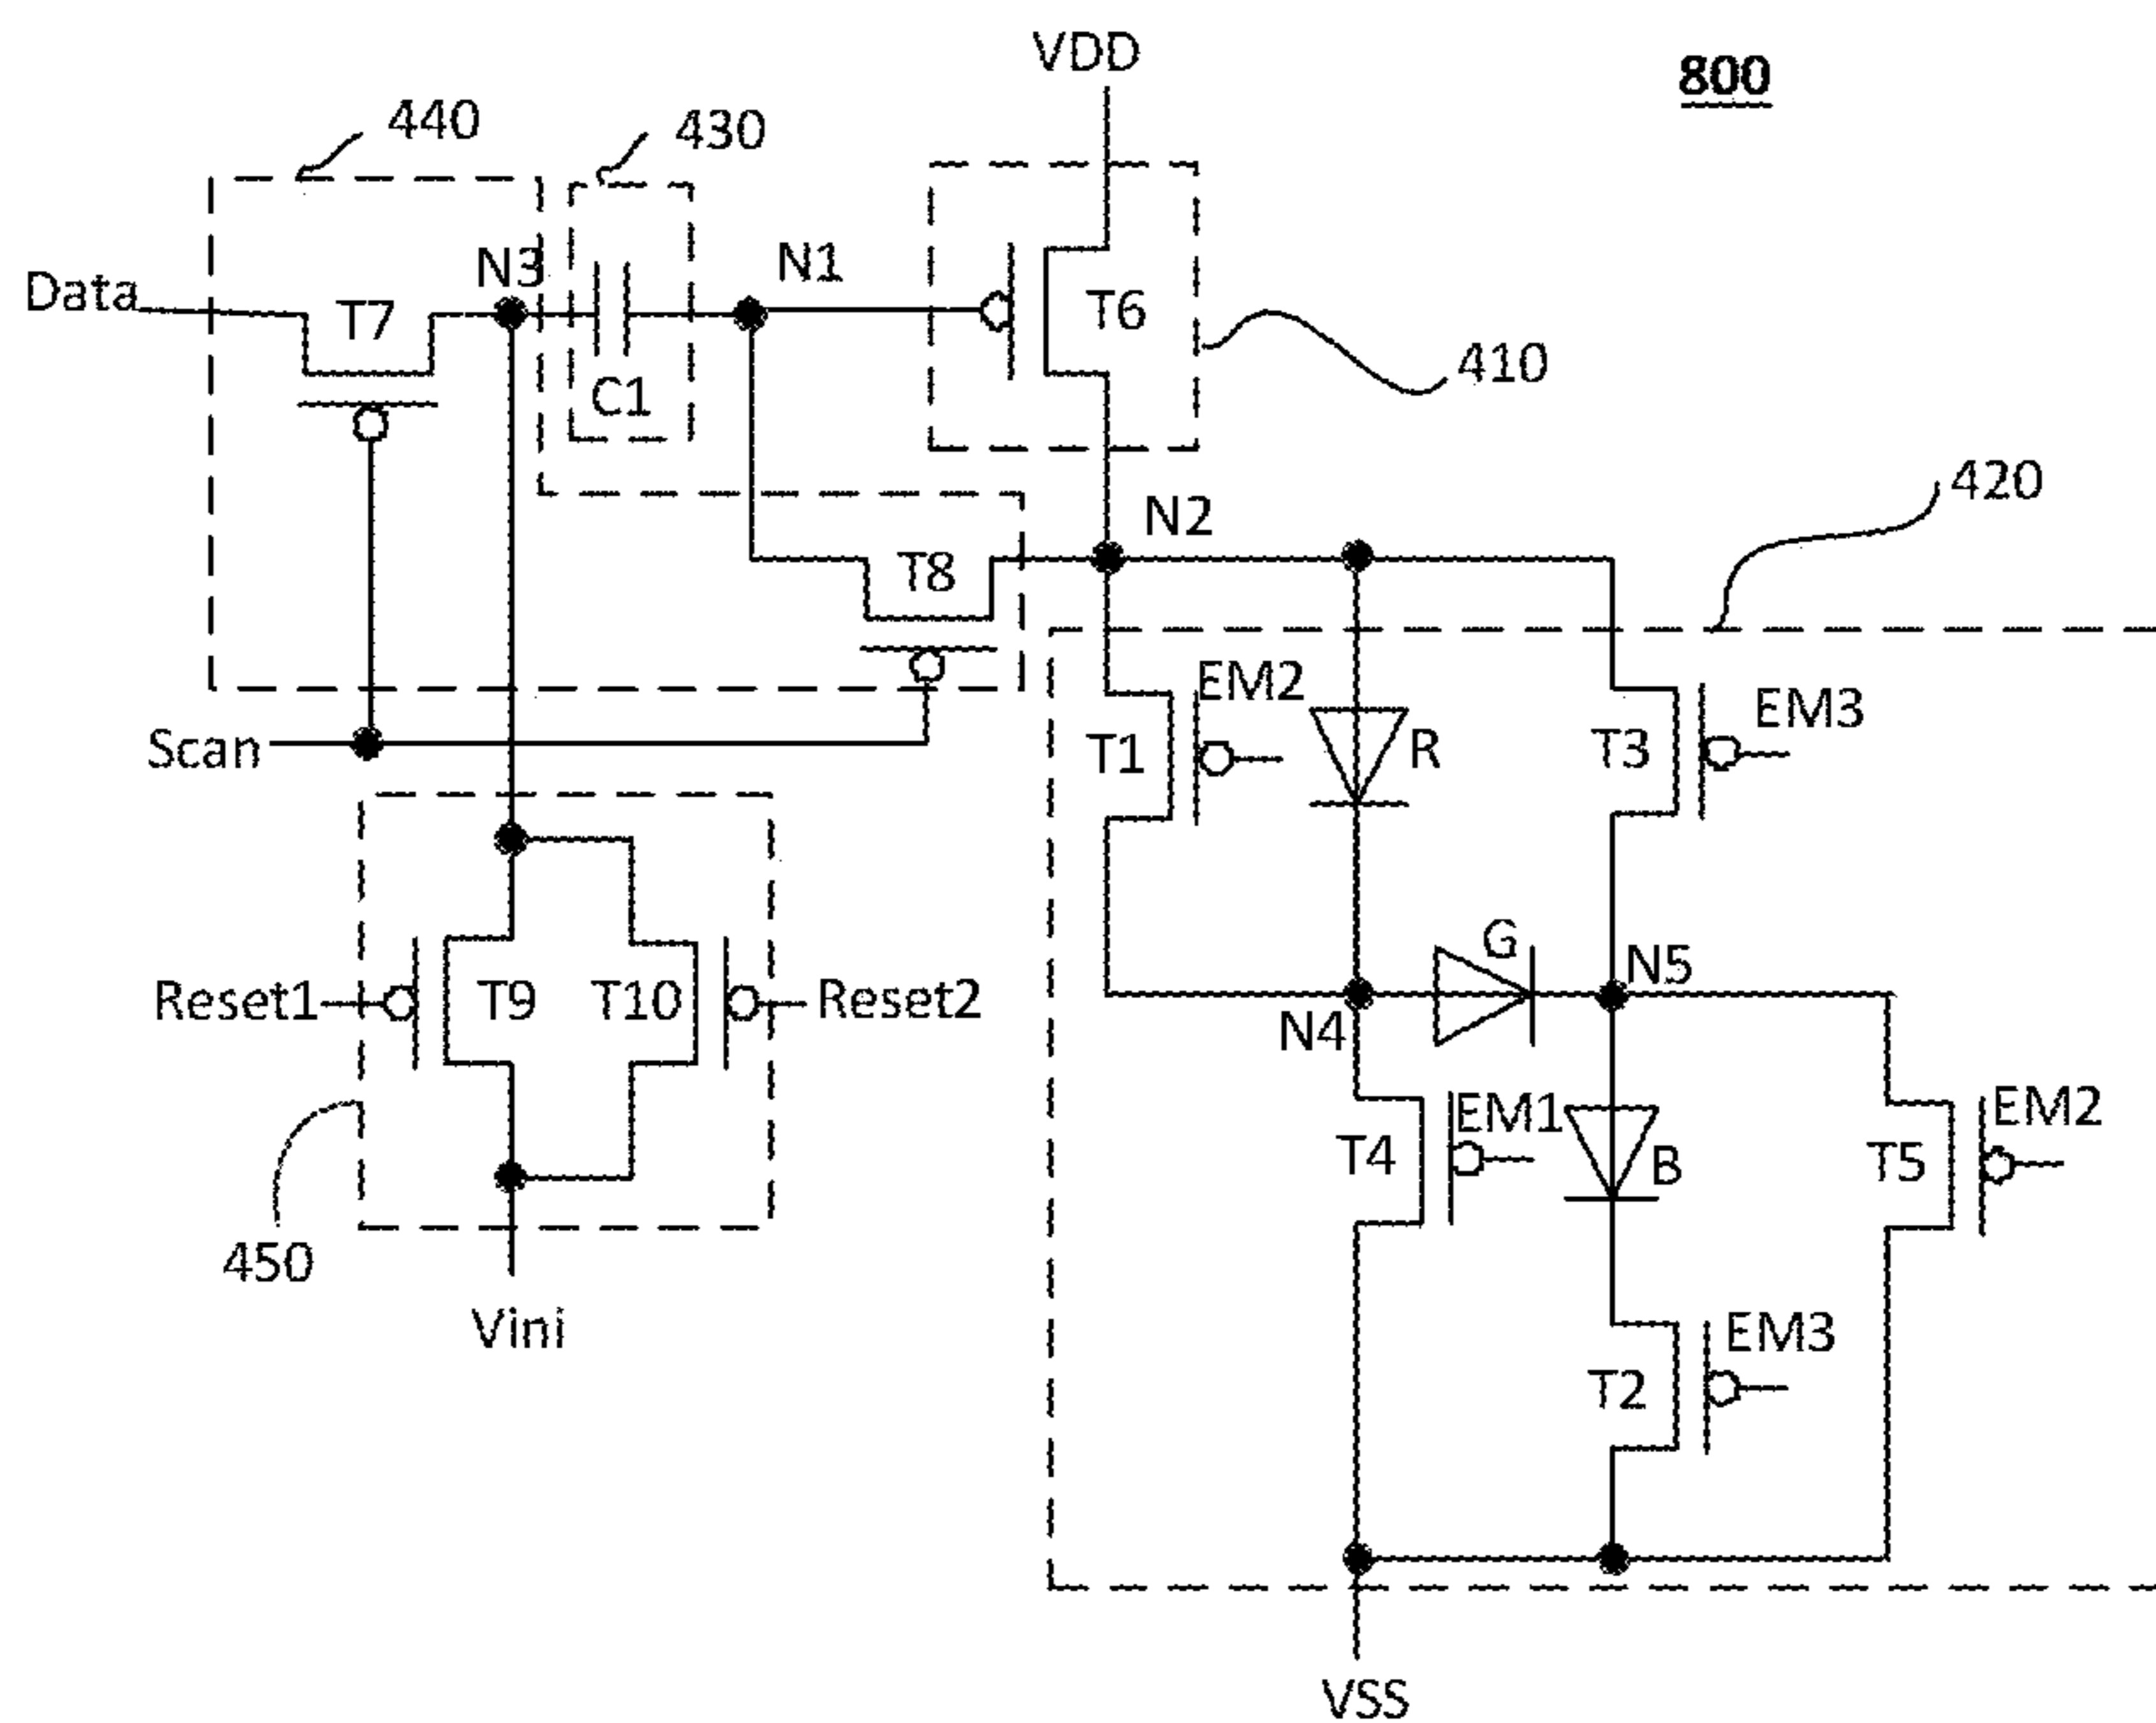 VDD
800
440
430
N3
N1
Data
T7
T6
C1
410
N2
420
T8
EM2
EM3
Scan
T1
R
T3
G
N5
Reset1
T9
T10
Reset2
N4
EM1
EM2
T4
B
T5
450
Vini
EM3
T2
VSS